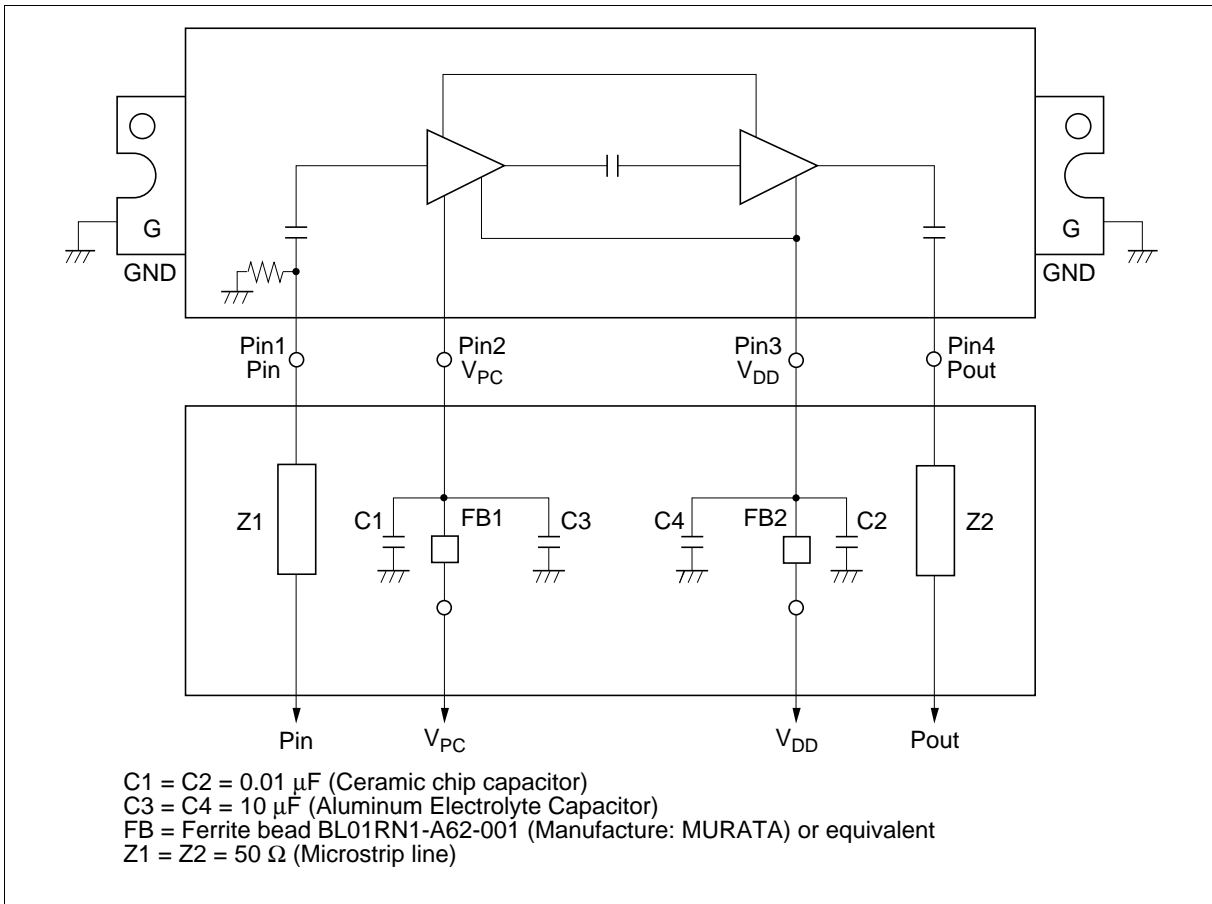 G
GND
G
GND
Pin1
Pin
Pin2
VPC
Pin3
VDD
Pin4
Pout
Z1
C1
FB1
C3
C4
FB2
C2
Z2
Pin
VPC
VDD
Pout
C1 = C2 = 0.01 μF (Ceramic chip capacitor)
C3 = C4 = 10 μF (Aluminum Electrolyte Capacitor)
FB = Ferrite bead BL01RN1-A62-001 (Manufacture: MURATA) or equivalent
Z1 = Z2 = 50 Ω (Microstrip line)